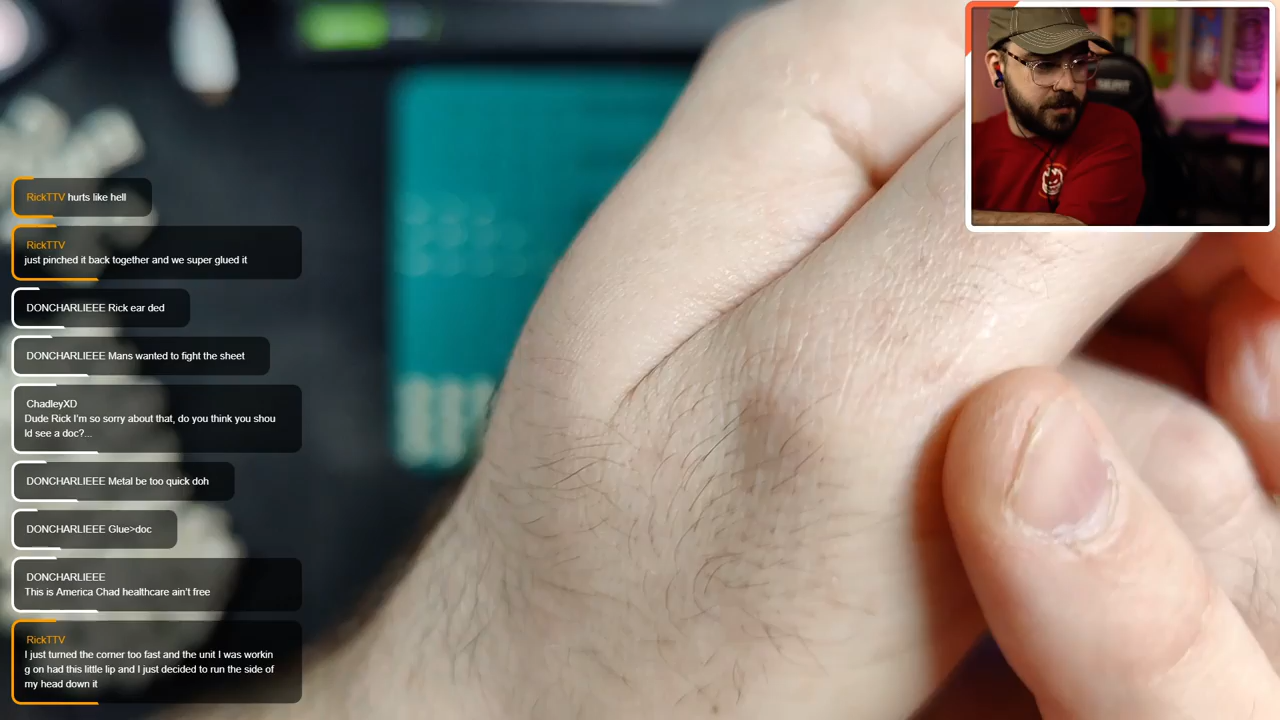 RickTTV hurts like hell
RickTTV
just pinched it back together and we super glued it
DONCHARLIEEE Rick ear ded
DONCHARLIEEE Mans wanted to fight the sheet
ChadleyXD
Dude Rick I'm so sorry about that, do you think you shou
ld see a doc?...
DONCHARLIEEE Metal be too quick doh
DONCHARLIEEE Glue>doc
DONCHARLIEEE
This is America Chad healthcare ain't free
RickTTV
I just turned the corner too fast and the unit I was workin
g on had this little lip and I just decided to run the side of
my head down it